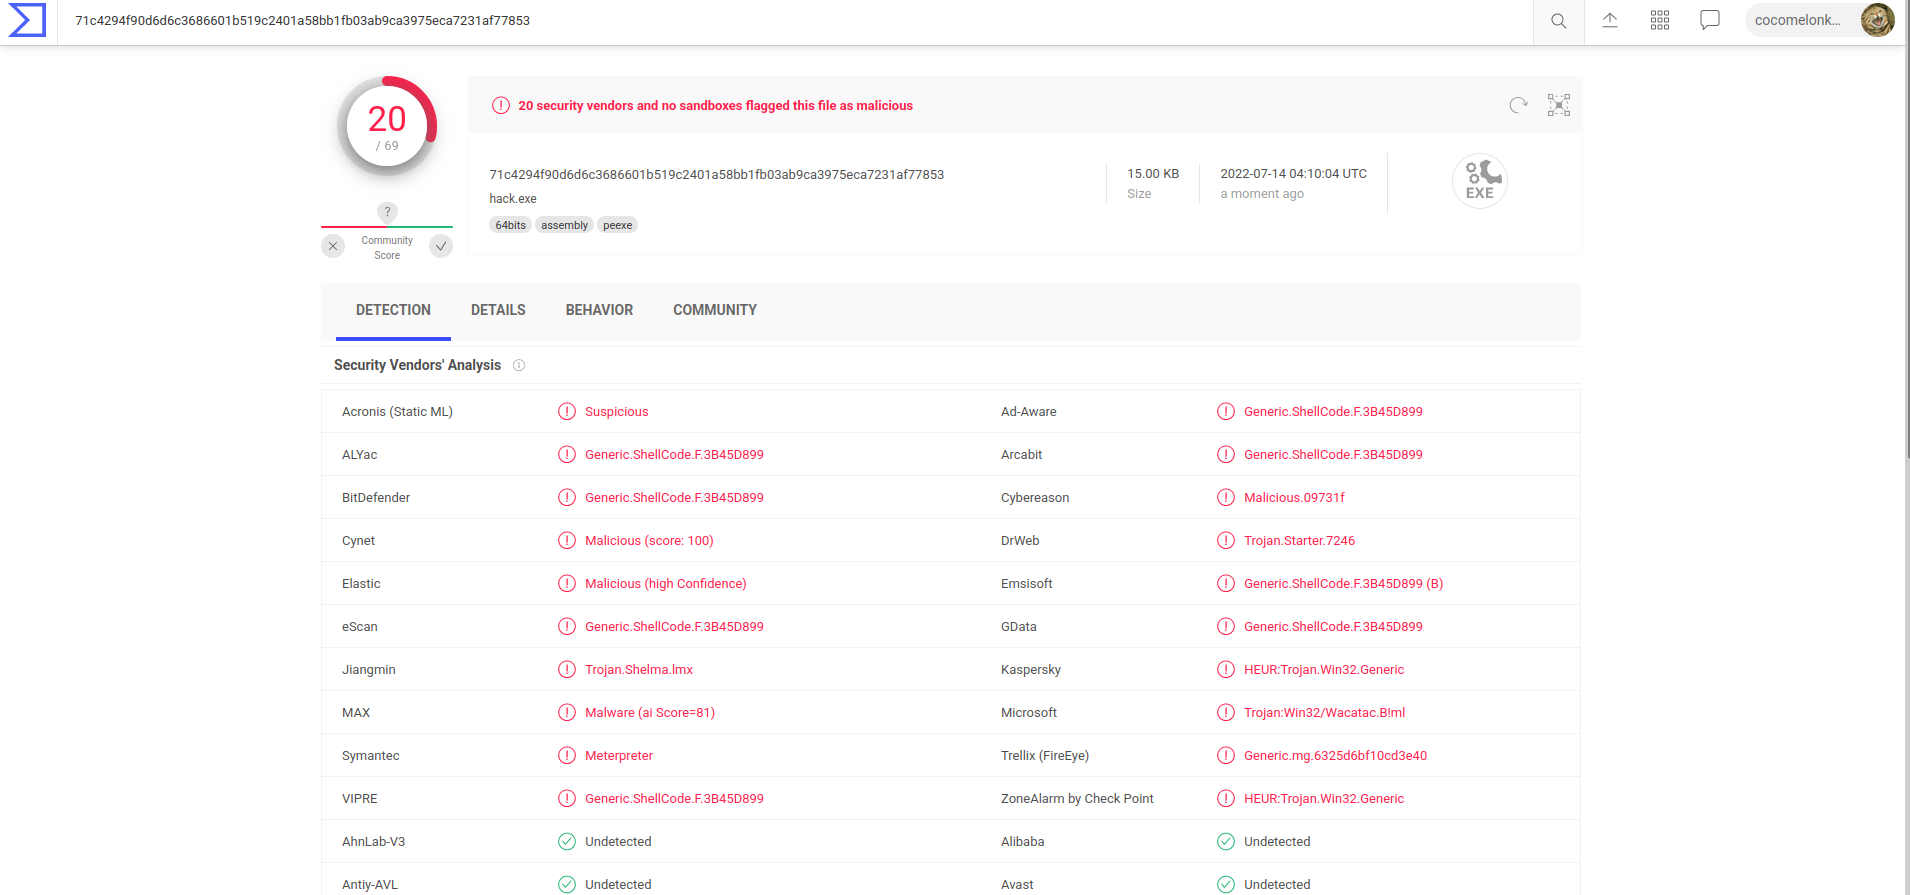 71c4294f90d6d6c3686601b519c2401a58bb1fb03ab9ca3975eca7231af77853
cocomelonk...
20
/ 69
20 security vendors and no sandboxes flagged this file as malicious
71c4294f90d6d6c3686601b519c2401a58bb1fb03ab9ca3975eca7231af77853
hack.exe
64bits assembly peexe
15.00 KB
Size
2022-07-14 04:10:04 UTC
a moment ago
EXE
?
Community
Score
DETECTION DETAILS BEHAVIOR COMMUNITY
Security Vendors' Analysis
Acronis (Static ML) Suspicious Ad-Aware Generic.ShellCode.F.3B45D899
ALYac Generic.ShellCode.F.3B45D899 Arcabit Generic.ShellCode.F.3B45D899
BitDefender Generic.ShellCode.F.3B45D899 Cybereason Malicious.09731f
Cynet Malicious (score: 100) DrWeb Trojan.Starter.7246
Elastic Malicious (high Confidence) Emsisoft Generic.ShellCode.F.3B45D899 (B)
eScan Generic.ShellCode.F.3B45D899 GData Generic.ShellCode.F.3B45D899
Jiangmin Trojan.Shelma.lmx Kaspersky HEUR:Trojan.Win32.Generic
MAX Malware (ai Score=81) Microsoft Trojan:Win32/Wacatac.B!ml
Symantec Meterpreter Trellix (FireEye) Generic.mg.6325d6bf10cd3e40
VIPRE Generic.ShellCode.F.3B45D899 ZoneAlarm by Check Point HEUR:Trojan.Win32.Generic
AhnLab-V3 Undetected Alibaba Undetected
Antiy-AVL Undetected Avast Undetected